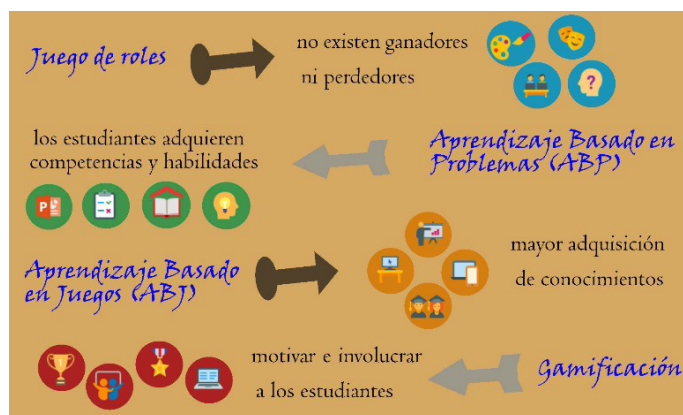 Juego de roles
no existen ganadores
ni perdedores
los estudiantes adquieren
competencias y habilidades
Aprendizaje Basado en
Problemas (ABP)
P
Aprendizaje Basado
en Juegos (ABJ)
mayor adquisición
de conocimientos
motivar e involucrar
a los estudiantes
Gamificación